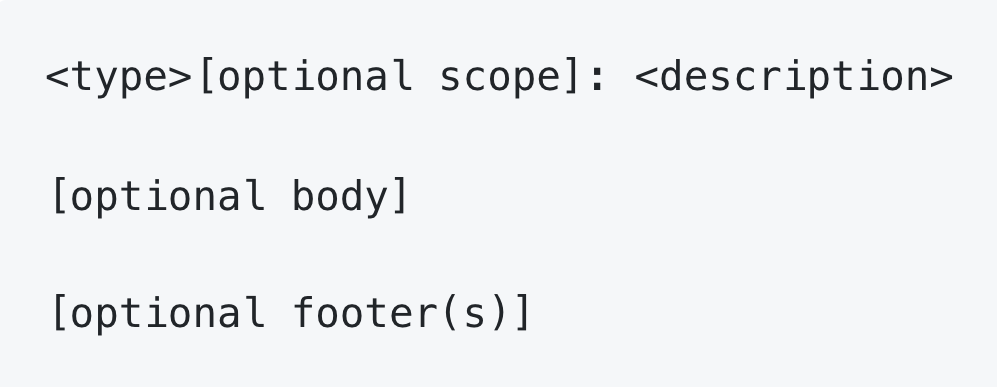 <type>[optional scope]: <description>
[optional body]
[optional footer(s)]